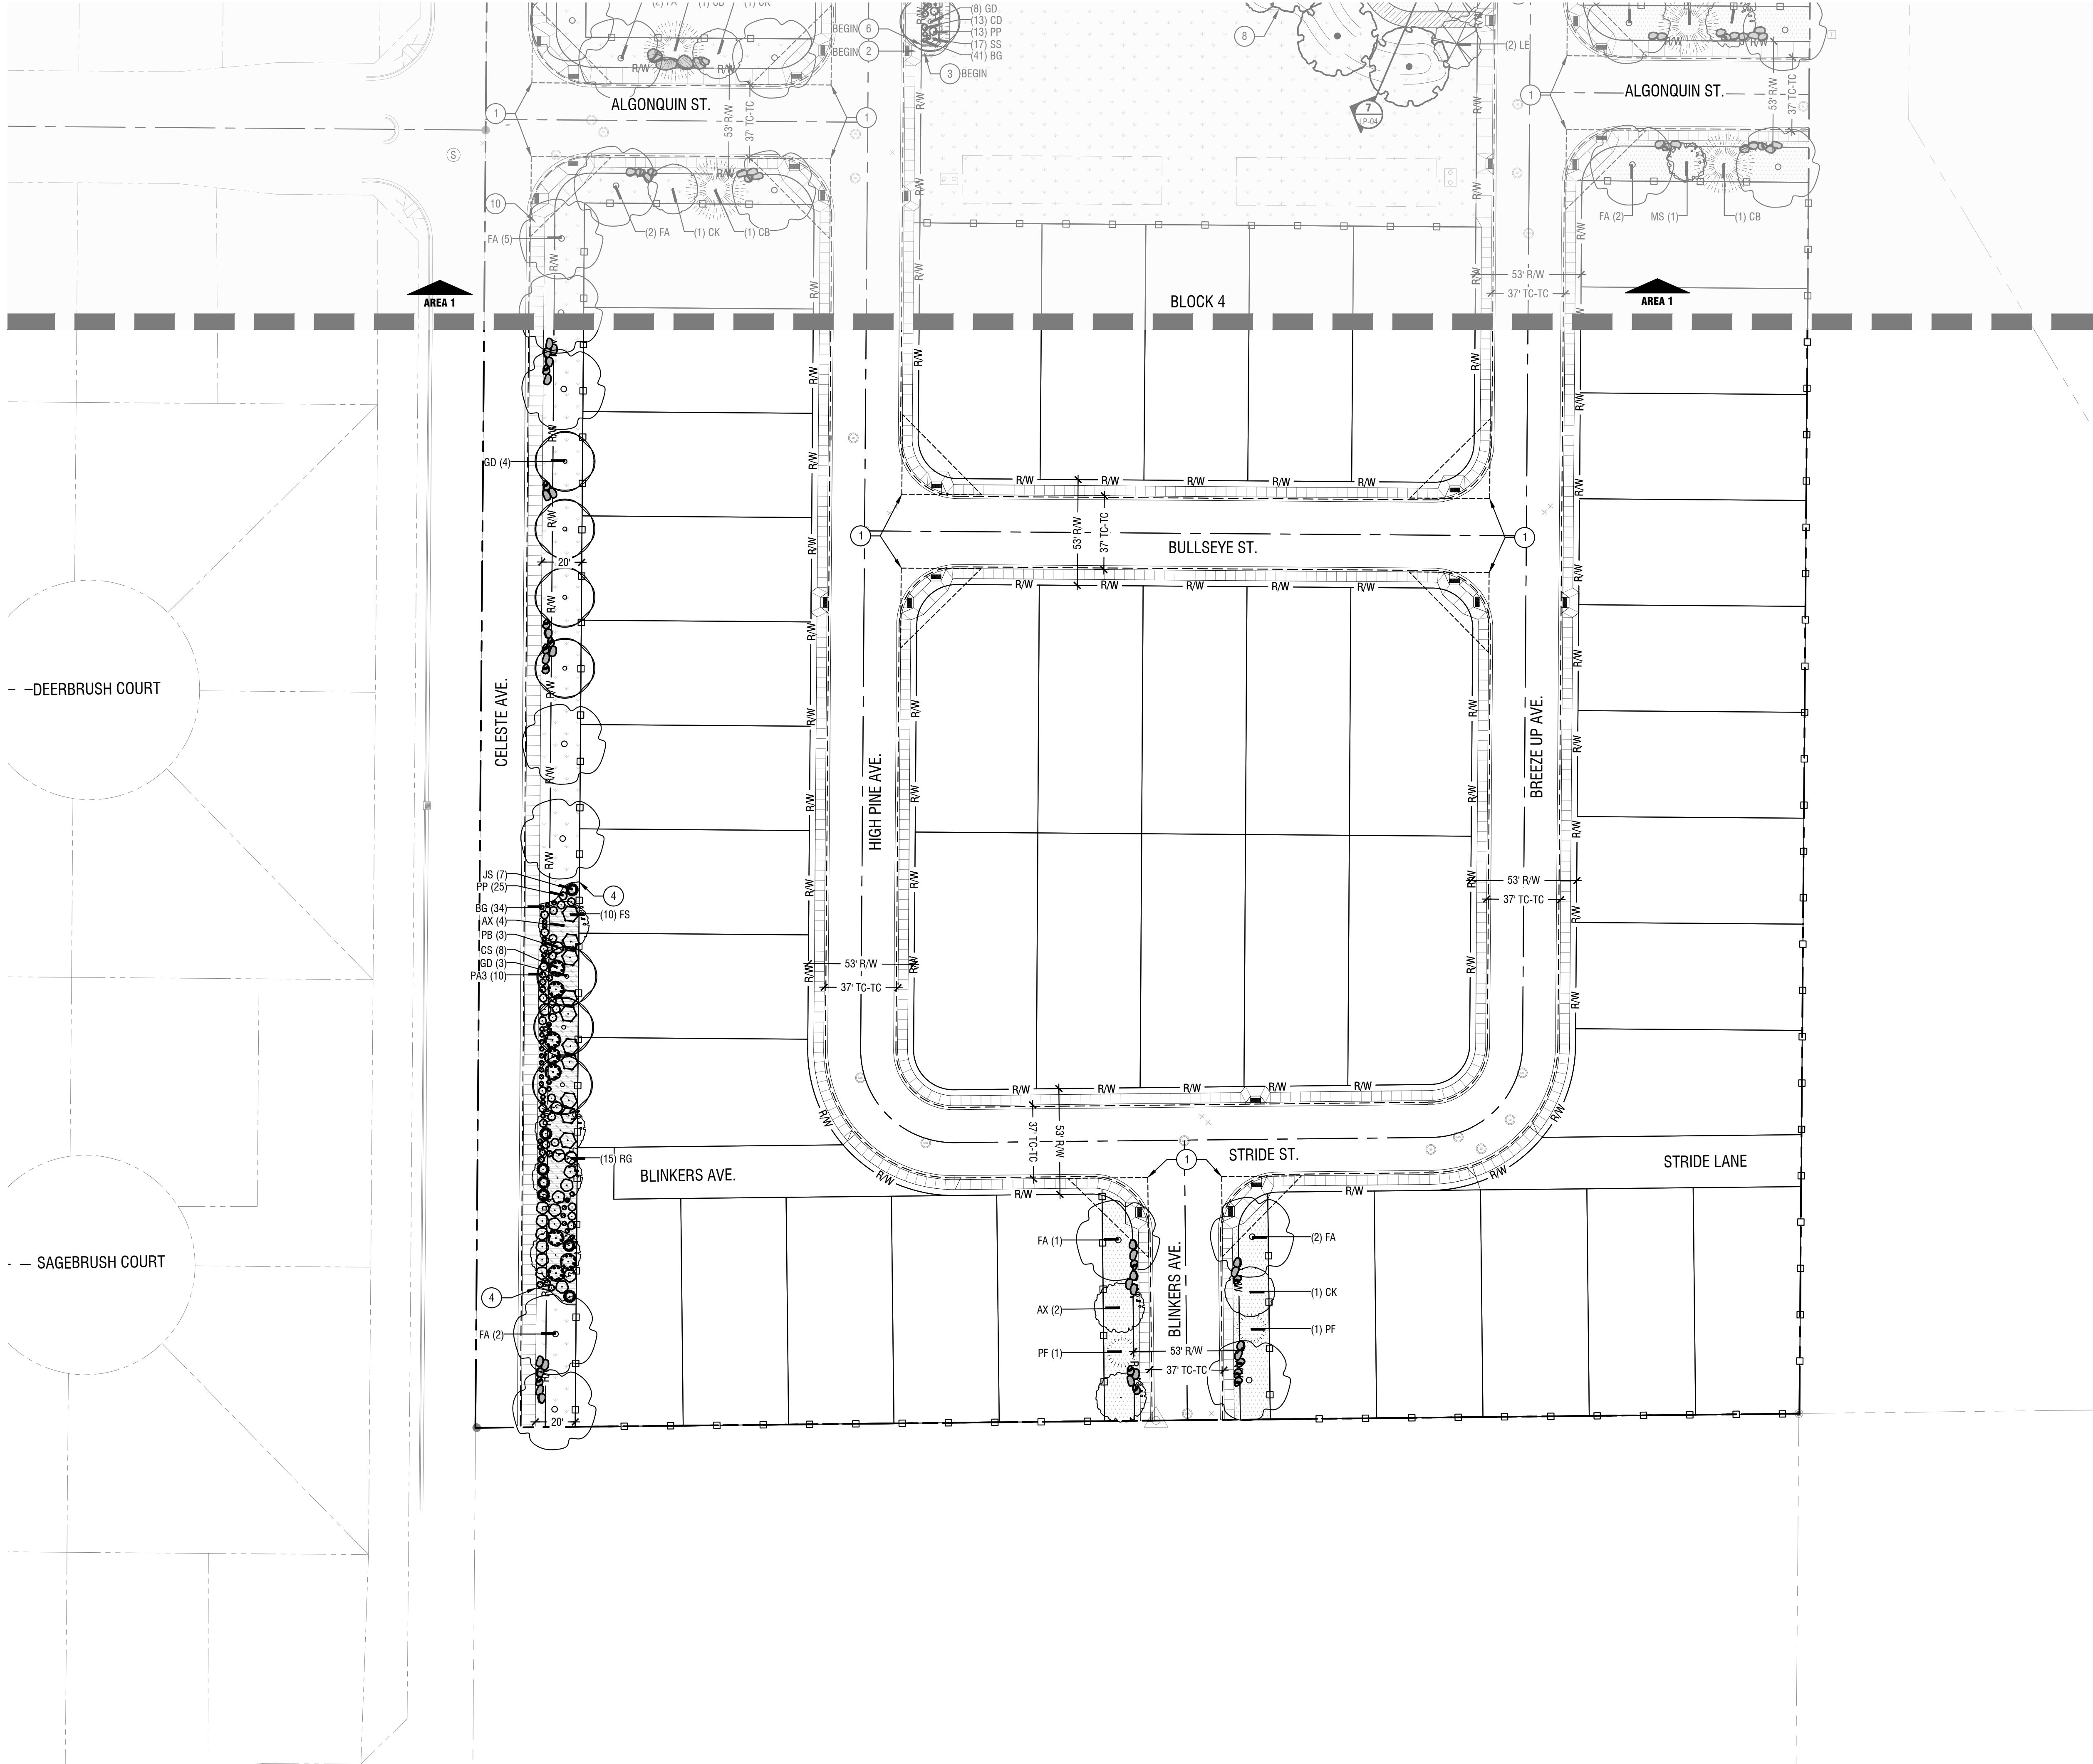 (2) FA
(1) CB
(1) CK
R/W
R/W
BEGIN 6
BEGIN 2
3 BEGIN
(8) GD
(13) CD
(13) PP
(17) SS
(41) BG
8
(2) LE
7
LP-04
R/W
R/W
R/W
R/W
ALGONQUIN ST.
53' R/W
37' TC-TC
1
1
1
ALGONQUIN ST.
53' R/W
37' TC-TC
S
10
FA (5)
R/W
(2) FA
(1) CK
(1) CB
FA (2)
MS (1)
(1) CB
53' R/W
37' TC-TC
AREA 1
BLOCK 4
AREA 1
R/W
R/W
R/W
R/W
R/W
GD (4)
R/W
R/W
R/W
R/W
R/W
R/W
R/W
1
53' R/W
37' TC-TC
BULLSEYE ST.
1
20'
R/W
R/W
R/W
R/W
R/W
DEERBRUSH COURT
CELESTE AVE.
HIGH PINE AVE.
BREEZE UP AVE.
R/W
R/W
R/W
R/W
JS (7)
PP (25)
BG (34)
AX (4)
PB (3)
CS (8)
GD (3)
PA3 (10)
4
(10) FS
53' R/W
37' TC-TC
53' R/W
37' TC-TC
R/W
R/W
R/W
R/W
R/W
37' TC-TC
53' R/W
(15) RG
BLINKERS AVE.
R/W
R/W
R/W
1
STRIDE ST.
R/W
R/W
R/W
STRIDE LANE
SAGEBRUSH COURT
4
FA (2)
20'
FA (1)
AX (2)
PF (1)
BLINKERS AVE.
(2) FA
(1) CK
(1) PF
53' R/W
37' TC-TC